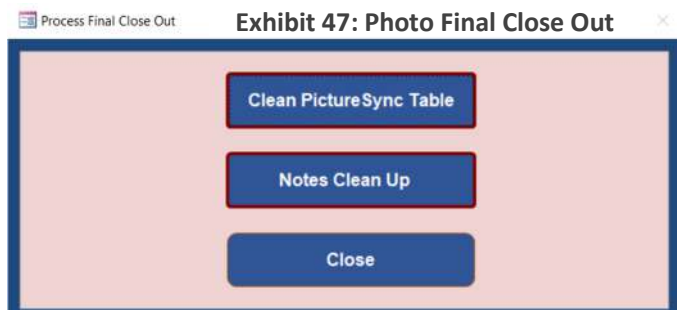 Process Final Close Out
Exhibit 47: Photo Final Close Out
Clean PictureSync Table
Notes Clean Up
Close